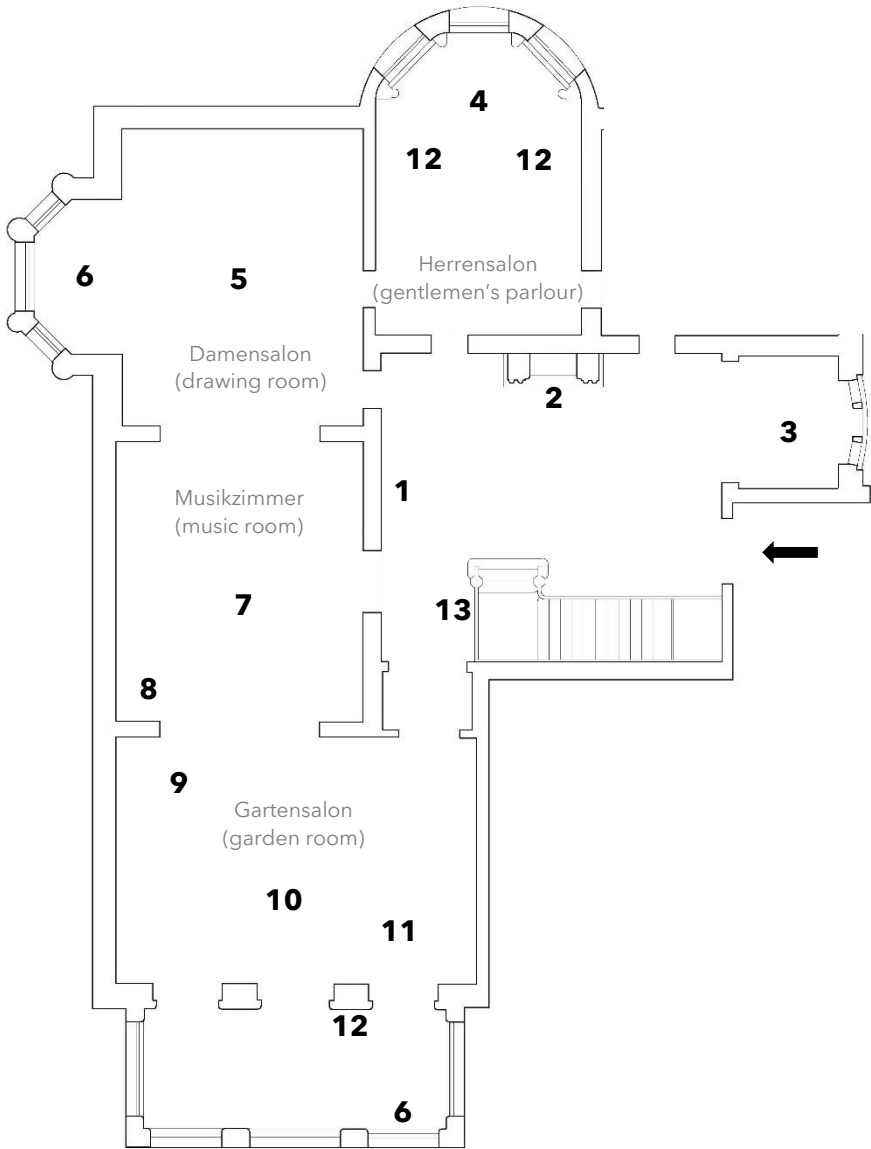 4
12 12
Herrensalon
(gentlemen's parlour)
6
5
Damensalon
(drawing room)
2
3
1
Musikzimmer
(music room)
7
13
8
9
Gartensalon
(garden room)
10
11
12
6